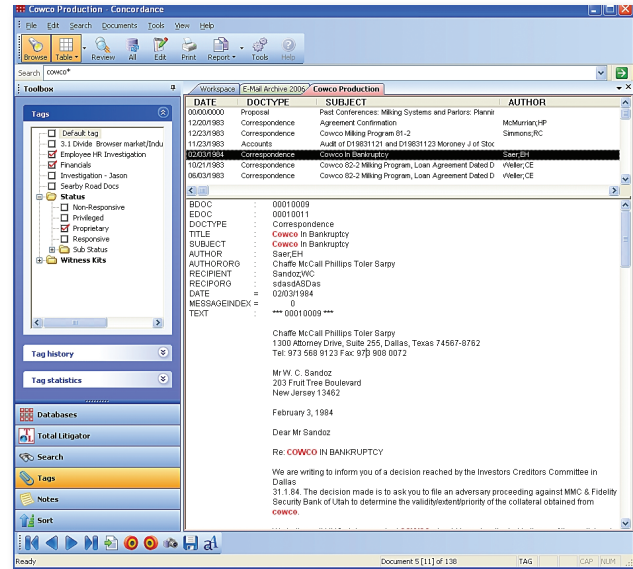 Cowco Production - Concordance
File Edit Search Documents Tools View Help
Browse Table Review All Edit Print Report Tools Help
Search cowco*
Toolbox
Workspace E-Mail Archive 2006 Cowco Production
Tags
Default tag
3.1 Divide Browser market/Indu
Employee HR Investigation
Financials
Investigation - Jason
Searby Road Docs
Status
Non-Responsive
Privileged
Proprietary
Responsive
Sub Status
Witness Kits
Tag history
Tag statistics
Databases
Total Litigator
Search
Tags
Notes
Sort
DATE DOCTYPE SUBJECT AUTHOR
00/00/0000 Proposal Past Conferences: Milking Systems and Parlors: Plannin
12/20/1983 Correspondence Agreement Confirmation McMurrian;HP
12/23/1983 Correspondence Cowco Milking Program 81-2 Simmons;RC
11/23/1983 Accounts Audit of D19831121 and D19831123 Moroney J of Stoc
02/03/1984 Correspondence Cowco In Bankruptcy Saer;EH
10/21/1983 Correspondence Cowco 82-2 Milking Program, Loan Agreement Dated D Weller;CE
06/03/1983 Correspondence Cowco 82-2 Milking Program, Loan Agreement Dated D Weller;CE
BDOC : 00010009
EDOC : 00010011
DOCTYPE : Correspondence
TITLE : Cowco In Bankruptcy
SUBJECT : Cowco In Bankruptcy
AUTHOR : Saer;EH
AUTHORORG : Chaffe McCall Phillips Toler Sarpy
RECIPIENT : Sandoz;WC
RECIPORG : sdasdASDas
DATE = 02/03/1984
MESSAGEINDEX = 0
TEXT : *** 00010009 ***
Chaffe McCall Phillips Toler Sarpy
1300 Attorney Drive, Suite 255, Dallas, Texas 74567-8762
Tel: 973 568 9123 Fax: 973 908 0072
Mr W. C. Sandoz
203 Fruit Tree Boulevard
New Jersey 13462
February 3, 1984
Dear Mr Sandoz
Re: COWCO IN BANKRUPTCY
We are writing to inform you of a decision reached by the Investors Creditors Committee in
Dallas
31.1.84. The decision made is to ask you to file an adversary proceeding against MMC & Fidelity
Security Bank of Utah to determine the validity/extent/priority of the collateral obtained from
cowco.
Ready Document 5 [11] of 138 TAG CAP NUM